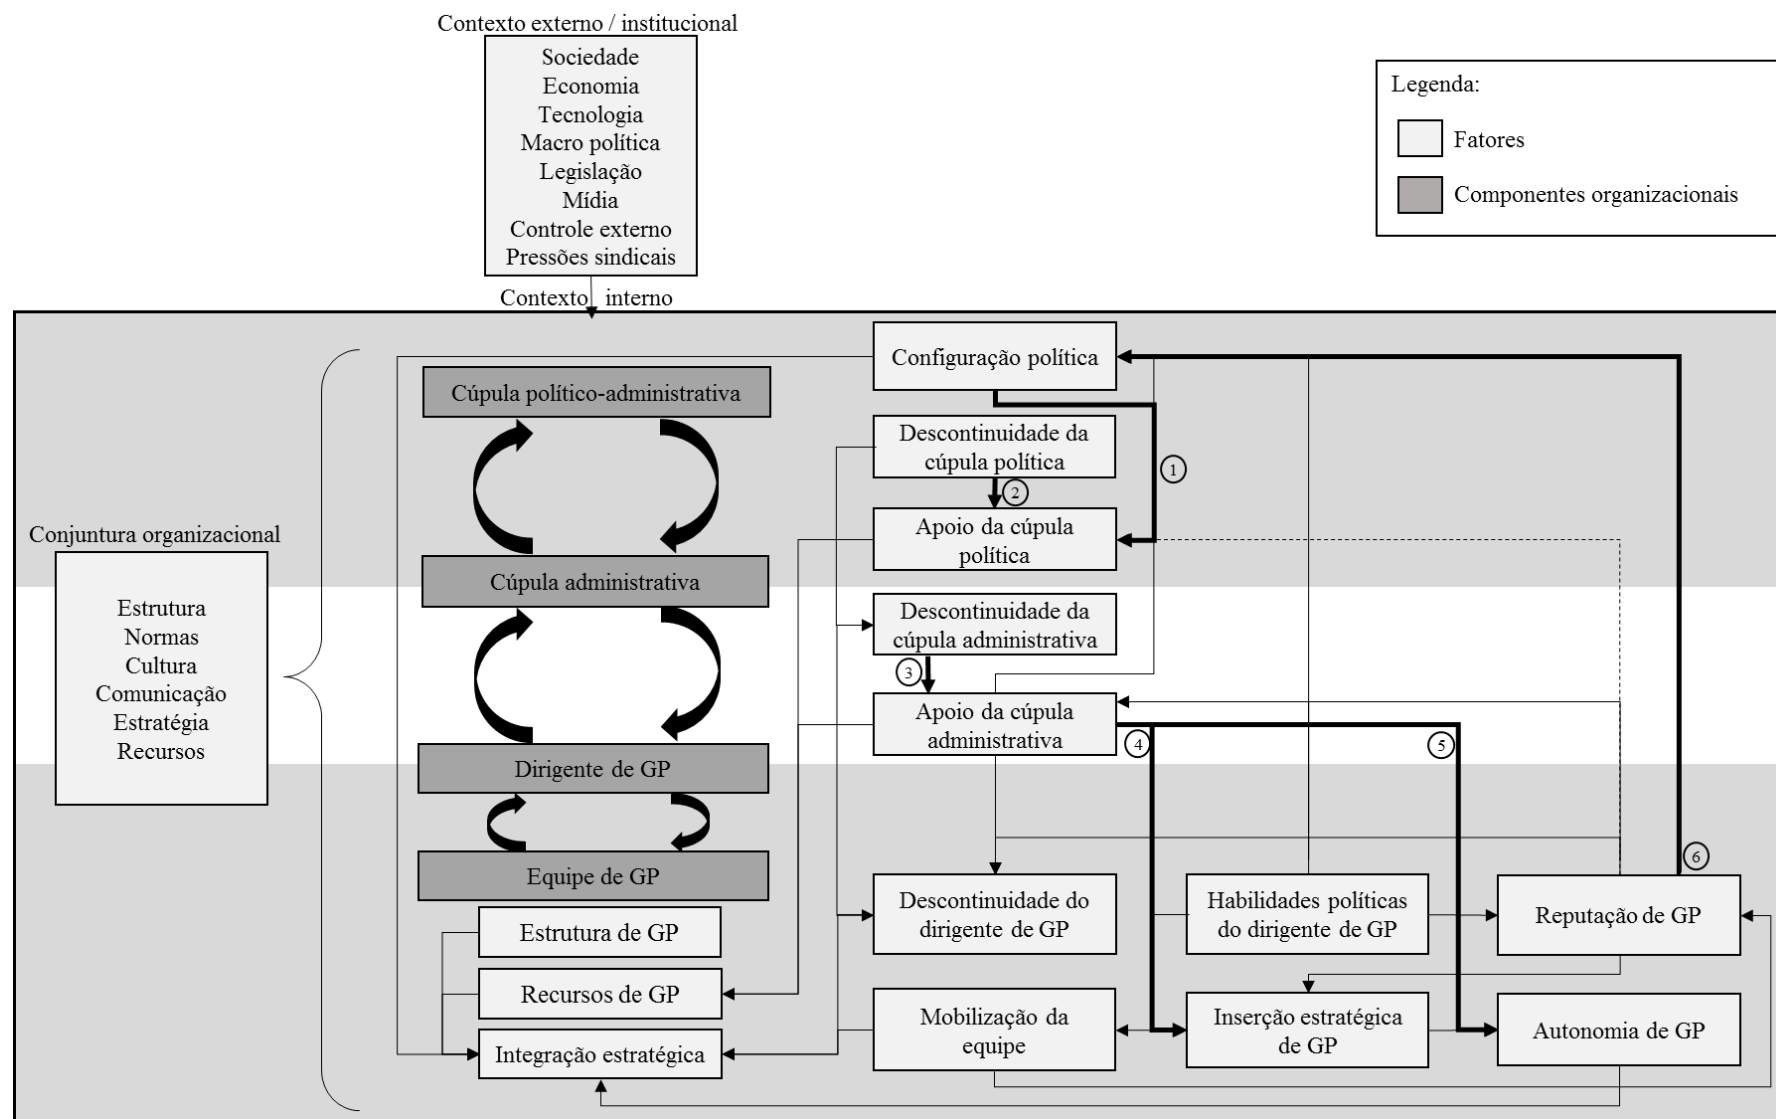 Contexto externo / institucional
Sociedade
Economia
Tecnologia
Macro política
Legislação
Mídia
Controle externo
Pressões sindicais
Legenda:
Fatores
Componentes organizacionais
Contexto interno
Configuração política
Cúpula político-administrativa
Descontinuidade da
cúpula política
1
2
Apoio da cúpula
política
Conjuntura organizacional
Estrutura
Normas
Cultura
Comunicação
Estratégia
Recursos
Cúpula administrativa
Descontinuidade da
cúpula administrativa
3
Apoio da cúpula
administrativa
4
5
Dirigente de GP
6
Equipe de GP
Descontinuidade do
dirigente de GP
Habilidades políticas
do dirigente de GP
Reputação de GP
Estrutura de GP
Recursos de GP
Integração estratégica
Mobilização da
equipe
Inserção estratégica
de GP
Autonomia de GP